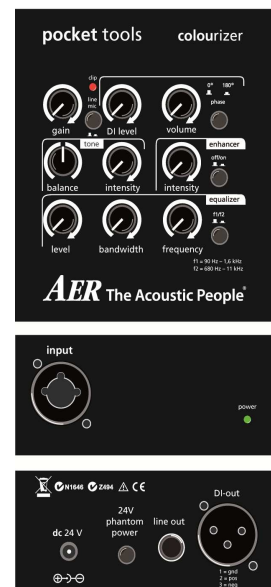 pocket tools colourizer
clip
0° 180°
line
mic
phase
gain DI level volume
tone
enhancer
off/on
balance intensity intensity
equalizer
f1/f2
level bandwidth frequency
f1 = 90 Hz – 1,6 kHz
f2 = 680 Hz – 11 kHz
AER The Acoustic People®
input
power
N1646 Z494 CE
DI-out
24V
phantom
power
line out
dc 24 V
1 = gnd
2 = pos
3 = neg